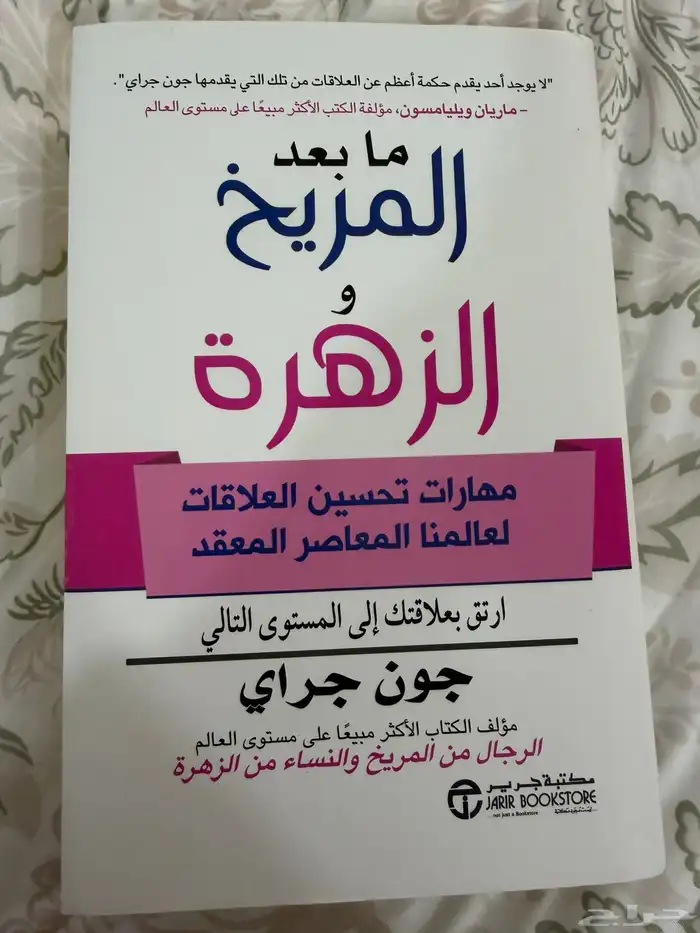 "لا يوجد أحد يقدم حكمة أعظم عن العلاقات من تلك التي يقدمها جون جراي".
– ماريان ويليامسون، مؤلفة الكتب الأكثر مبيعًا على مستوى العالم
ما بعد
المريخ
و
الزهرة
مهارات تحسين العلاقات
لعالمنا المعاصر المعقد
ارتق بعلاقتك إلى المستوى التالي
جون جراي
مؤلف الكتاب الأكثر مبيعًا على مستوى العالم
الرجال من المريخ والنساء من الزهرة
مكتبة جرير
JARIR BOOKSTORE
...not just a Bookstore
حراج